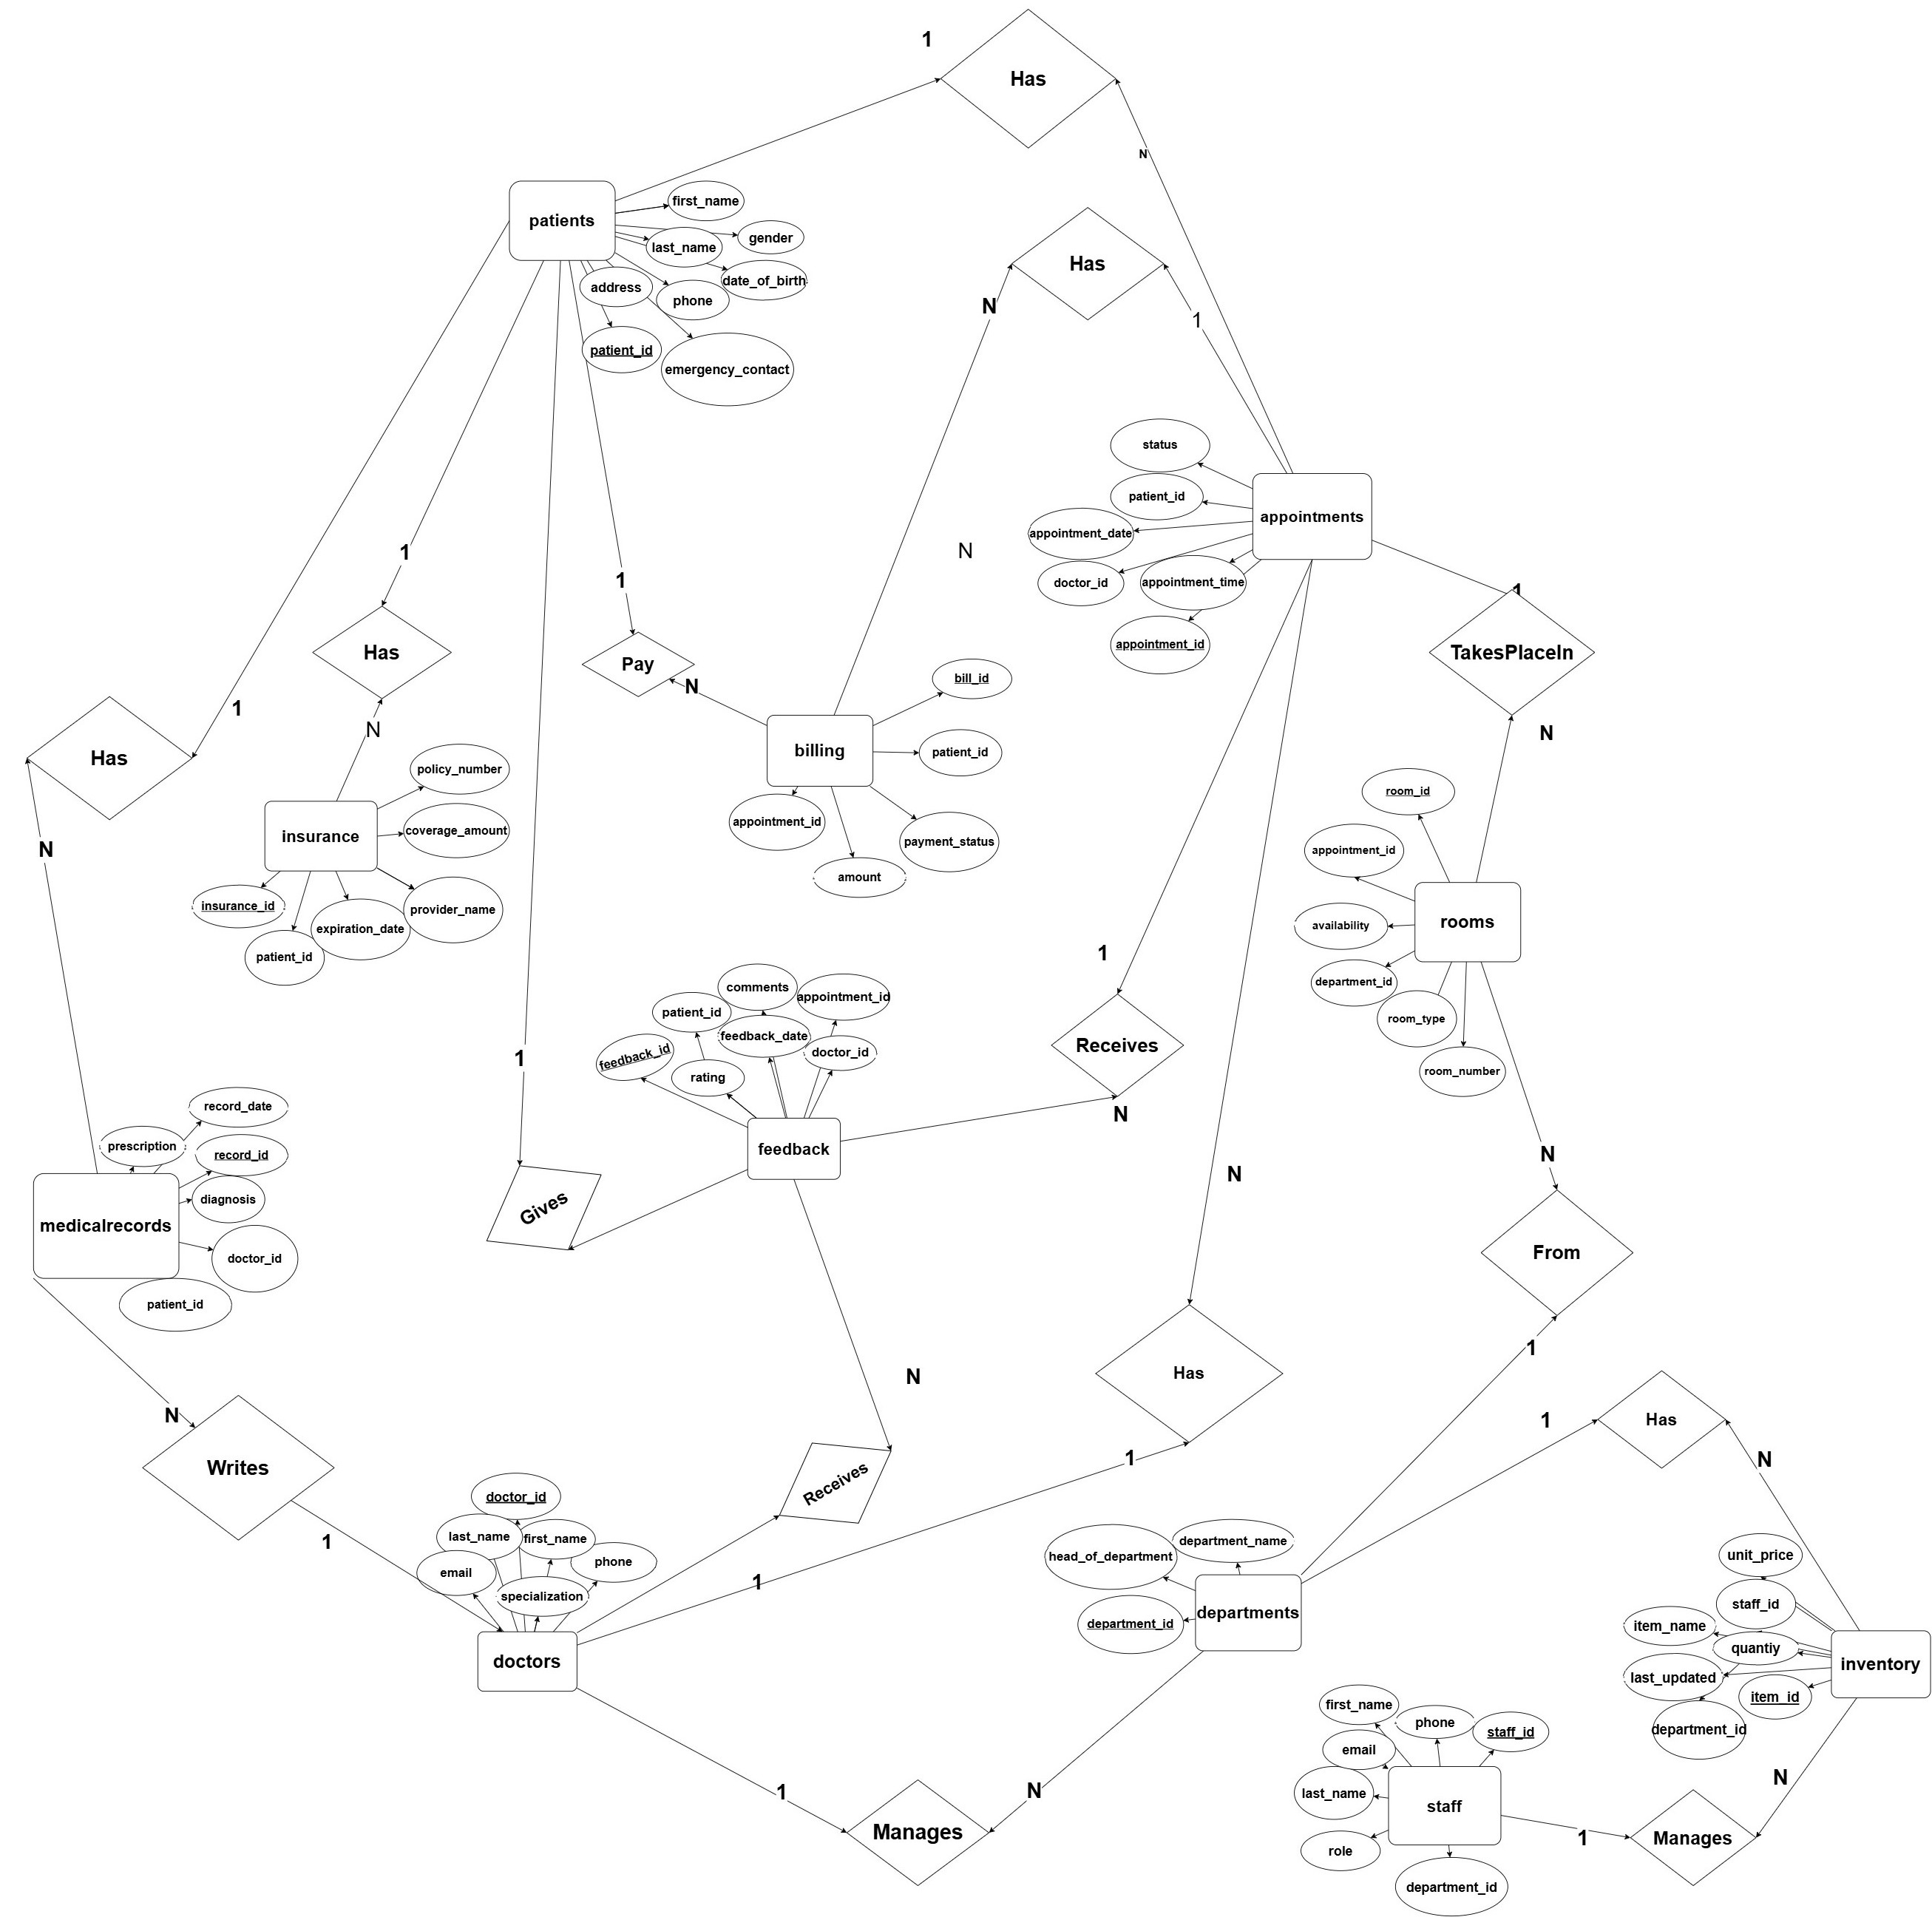 1
Has
N
patients
first_name
gender
last_name
date_of_birth
address
phone
patient_id
emergency_contact
Has
N
1
status
patient_id
appointment_date
doctor_id
appointment_time
appointment_id
appointments
N
1
1
1
TakesPlaceIn
N
Has
Pay
N
N
1
Has
N
bill_id
billing
patient_id
appointment_id
payment_status
amount
policy_number
insurance
coverage_amount
insurance_id
provider_name
expiration_date
patient_id
room_id
appointment_id
rooms
availability
department_id
room_type
room_number
1
1
comments
appointment_id
patient_id
feedback_date
feedback_id
doctor_id
rating
feedback
Receives
N
N
N
Gives
record_date
prescription
record_id
diagnosis
medicalrecords
doctor_id
patient_id
From
1
N
Has
1
N
Writes
1
Receives
1
1
Has
N
doctor_id
last_name
first_name
email
phone
specialization
doctors
head_of_department
department_name
department_id
departments
unit_price
staff_id
item_name
quantiy
last_updated
item_id
department_id
inventory
first_name
phone
staff_id
email
last_name
staff
role
department_id
1
N
Manages
N
1
Manages